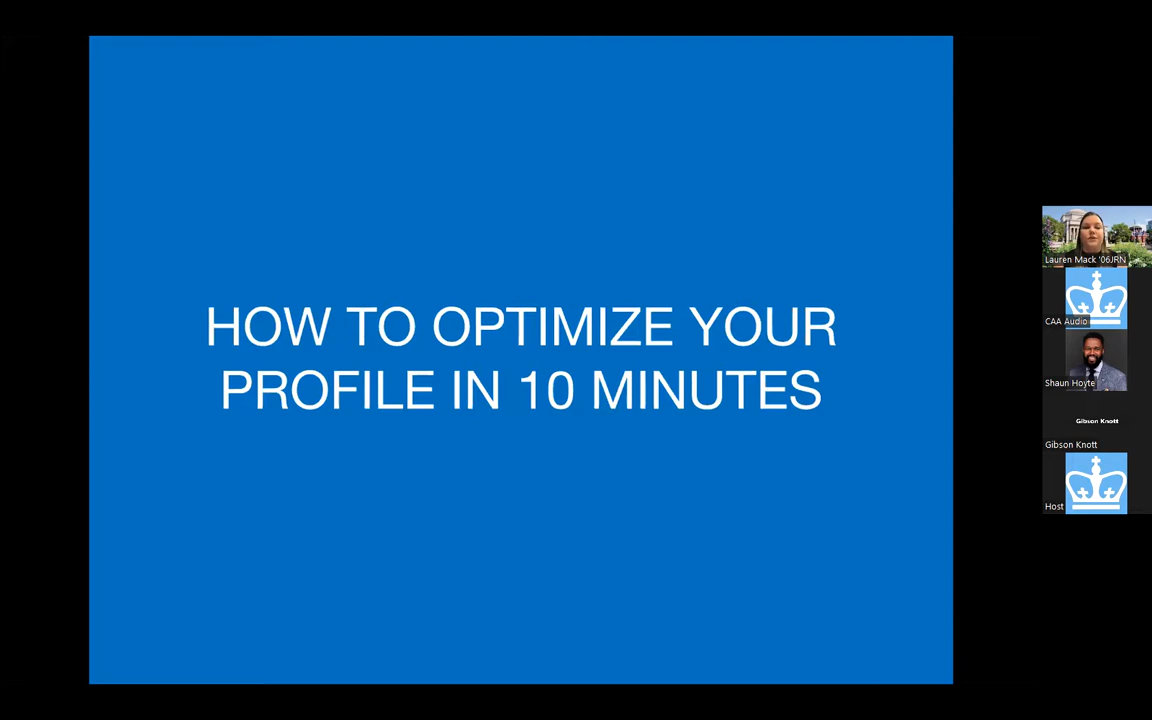 HOW TO OPTIMIZE YOUR
PROFILE IN 10 MINUTES
Lauren Mack '06JRN
CAA Audio
Shaun Hoyte
Gibson Knott
Gibson Knott
Host